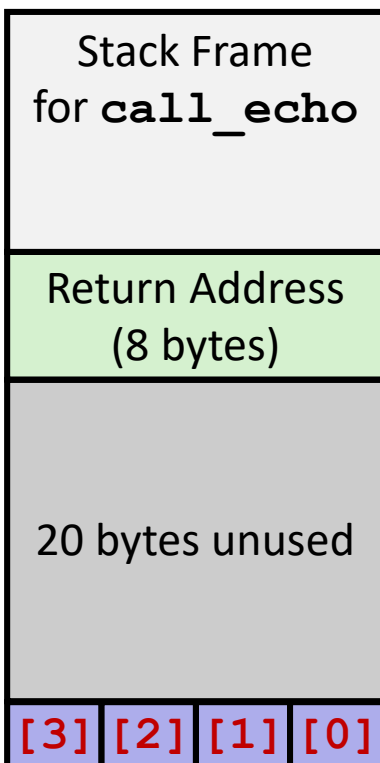 Stack Frame
for call_echo
Return Address
(8 bytes)
20 bytes unused
[3] [2] [1] [0]